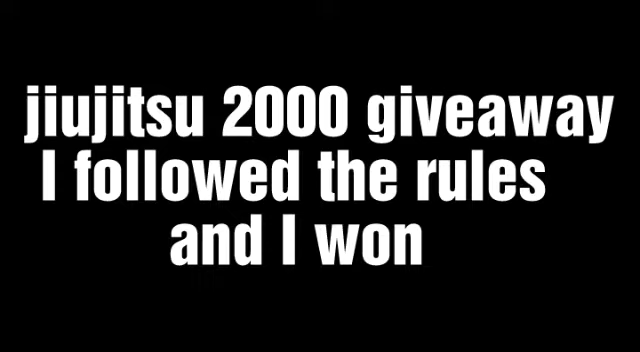 jiujitsu 2000 giveaway
I followed the rules
and I won